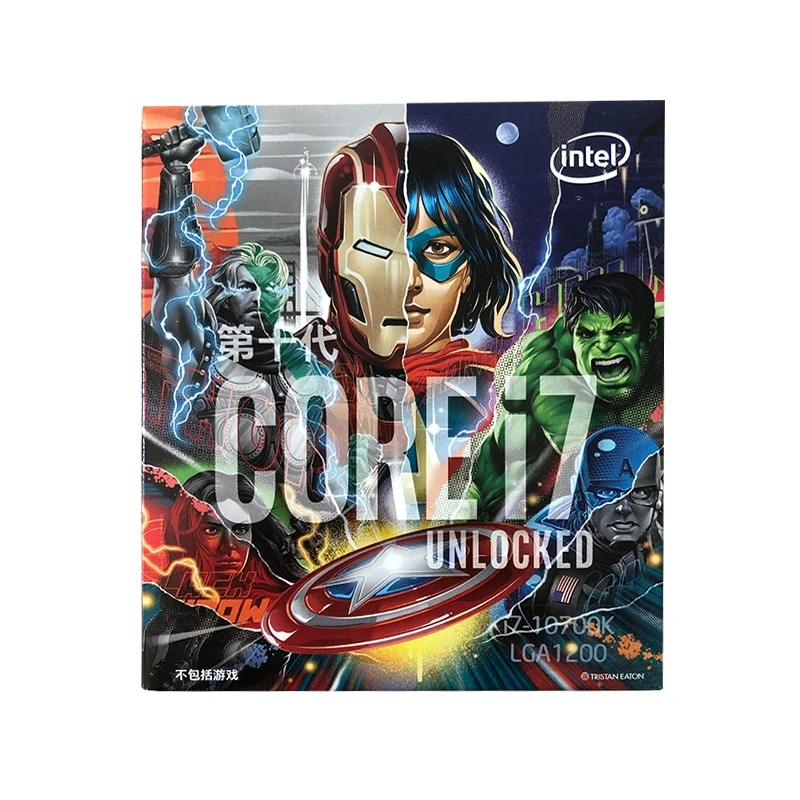 intel
第十代
CORE i7
UNLOCKED
i7-10700K
LGA1200
不包括游戏
TRISTAN EATON